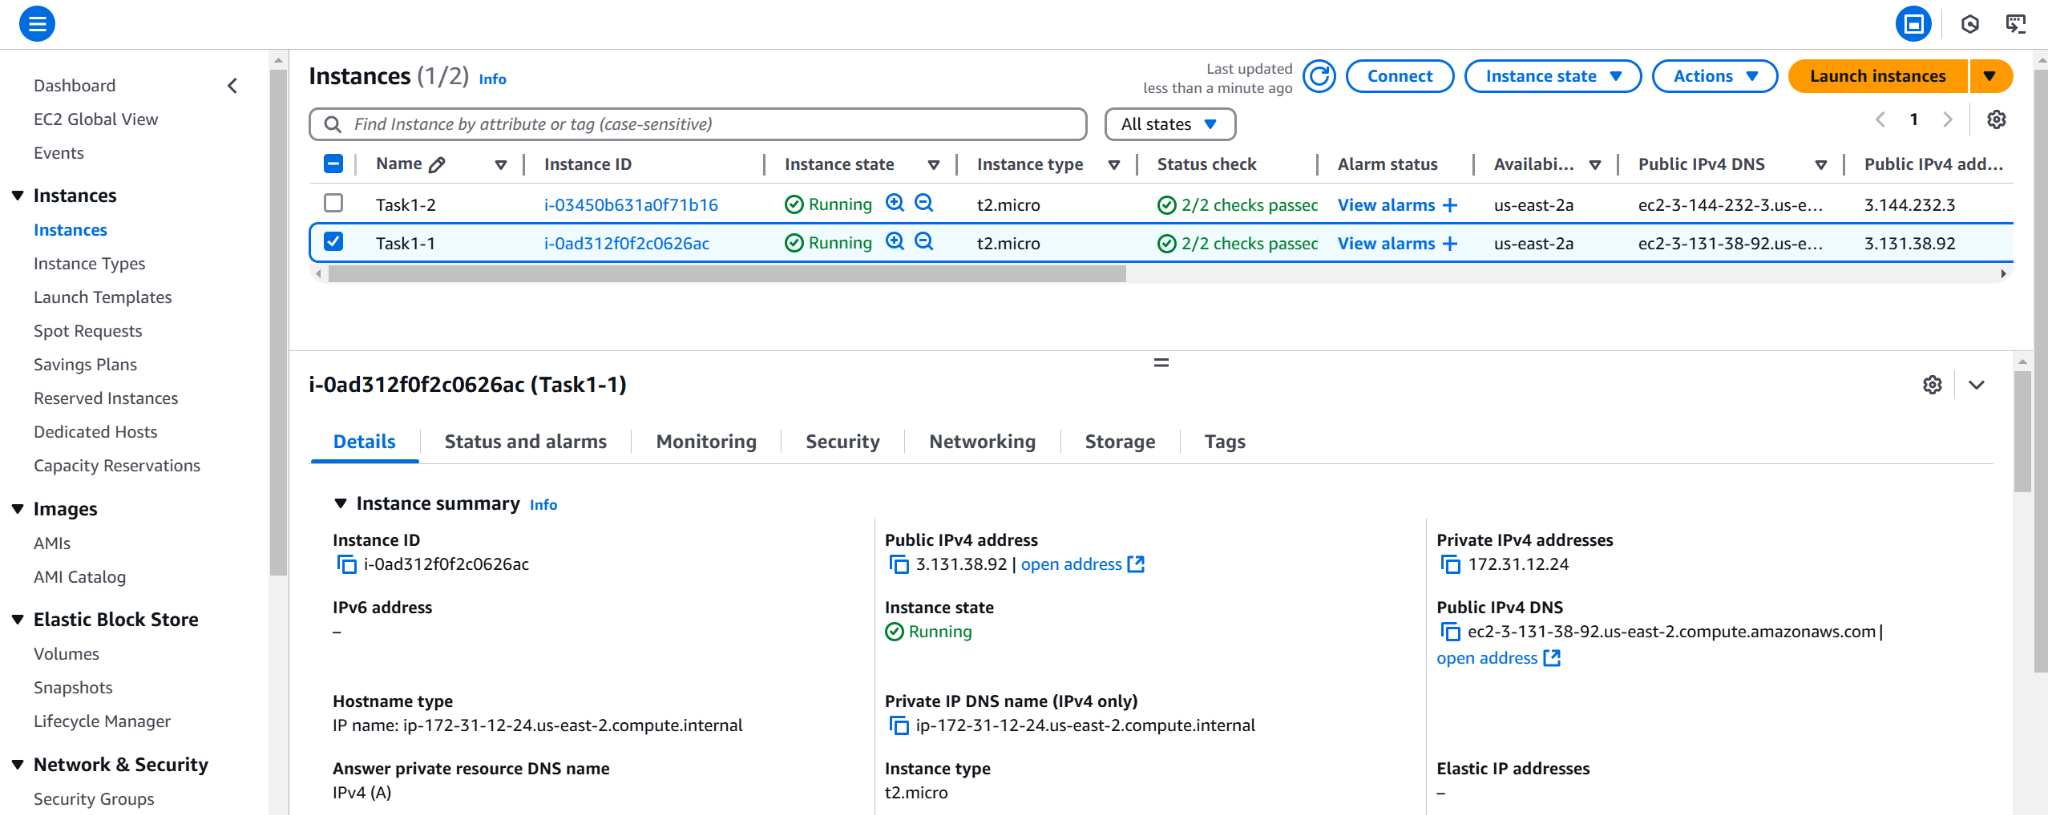 Dashboard
EC2 Global View
Events
Instances
Instances
Instance Types
Launch Templates
Spot Requests
Savings Plans
Reserved Instances
Dedicated Hosts
Capacity Reservations
Images
AMIs
AMI Catalog
Elastic Block Store
Volumes
Snapshots
Lifecycle Manager
Network & Security
Security Groups
Instances (1/2) Info
Last updated
less than a minute ago
Connect Instance state Actions Launch instances
Find Instance by attribute or tag (case-sensitive) All states 1
Name Instance ID Instance state Instance type Status check Alarm status Availabi... Public IPv4 DNS Public IPv4 add...
Task1-2 i-03450b631a0f71b16 Running t2.micro 2/2 checks passec View alarms + us-east-2a ec2-3-144-232-3.us-e... 3.144.232.3
Task1-1 i-0ad312f0f2c0626ac Running t2.micro 2/2 checks passec View alarms + us-east-2a ec2-3-131-38-92.us-e... 3.131.38.92
i-0ad312f0f2c0626ac (Task1-1)
Details Status and alarms Monitoring Security Networking Storage Tags
Instance summary Info
Instance ID
i-0ad312f0f2c0626ac
Public IPv4 address
3.131.38.92 | open address
Private IPv4 addresses
172.31.12.24
IPv6 address
–
Instance state
Running
Public IPv4 DNS
ec2-3-131-38-92.us-east-2.compute.amazonaws.com |
open address
Hostname type
IP name: ip-172-31-12-24.us-east-2.compute.internal
Private IP DNS name (IPv4 only)
ip-172-31-12-24.us-east-2.compute.internal
Answer private resource DNS name
IPv4 (A)
Instance type
t2.micro
Elastic IP addresses
–